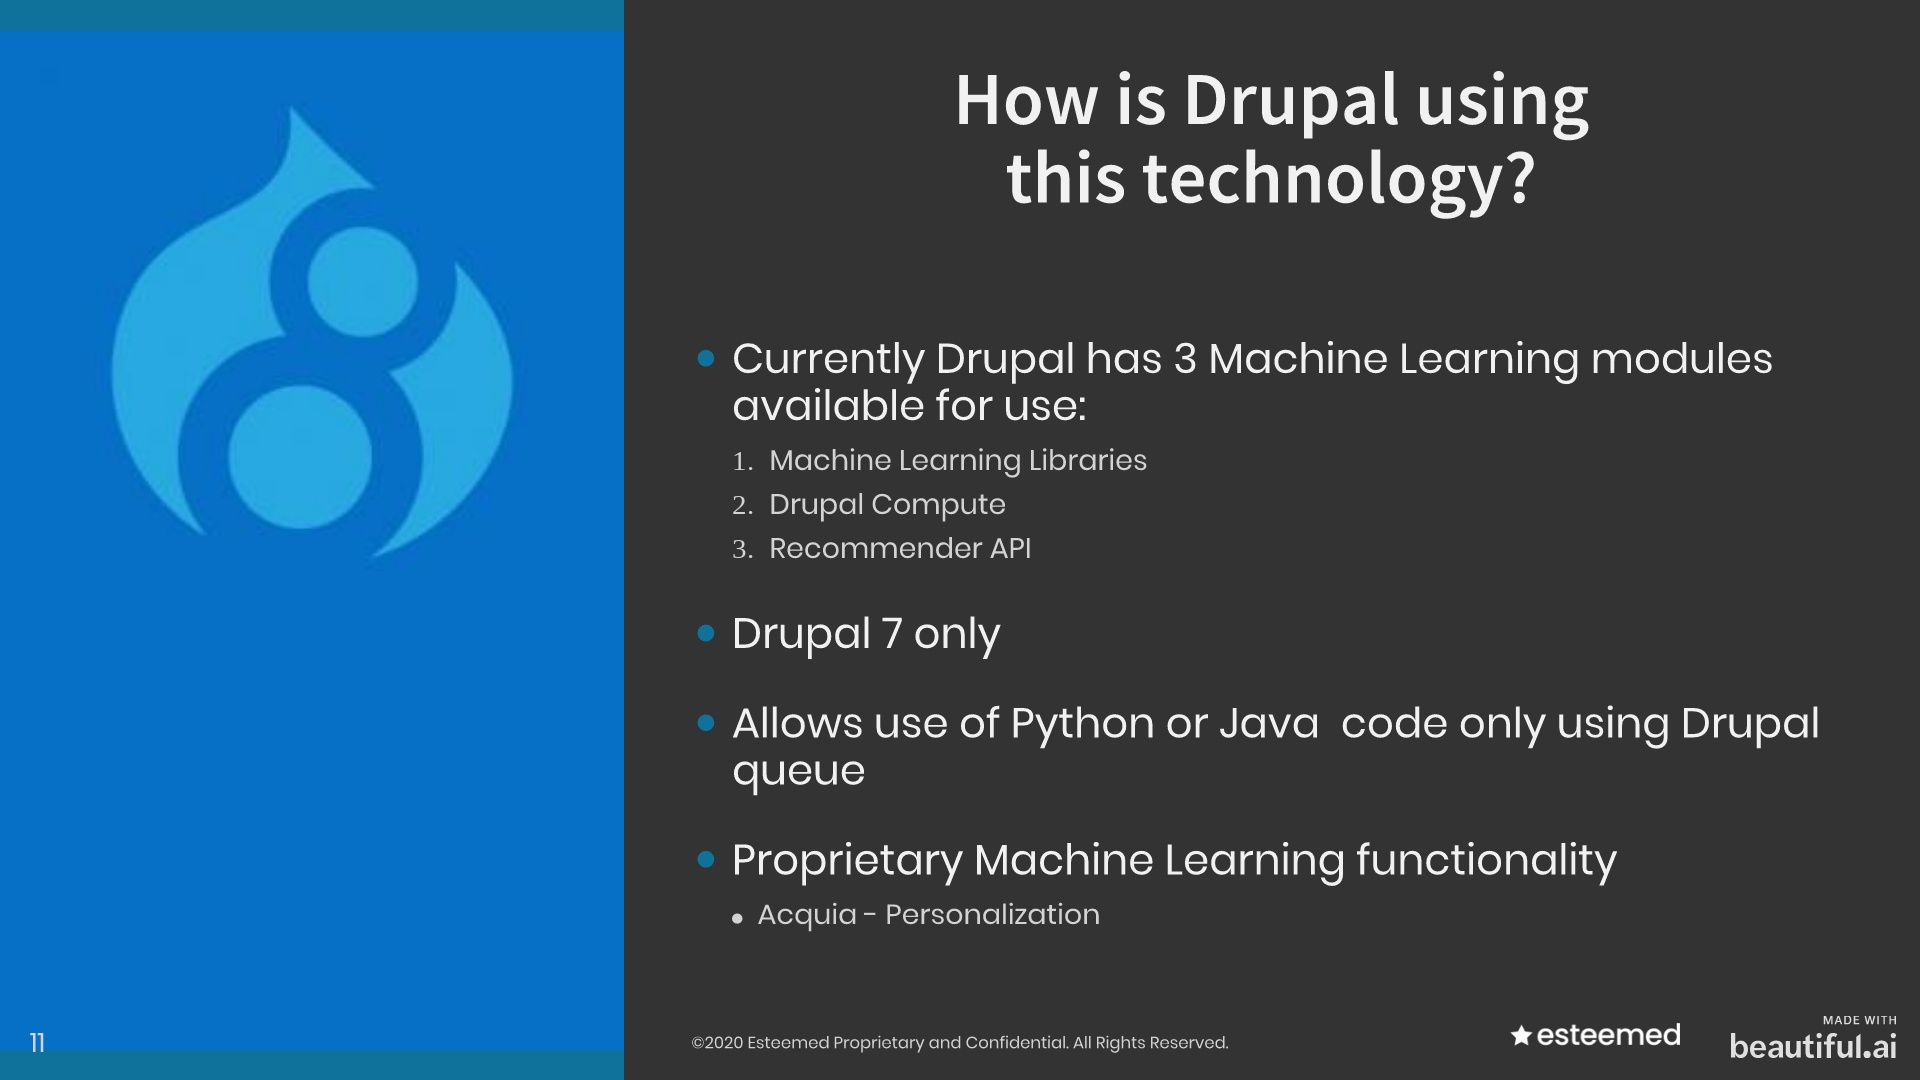 How is Drupal using
this technology?
• Currently Drupal has 3 Machine Learning modules
available for use:
1. Machine Learning Libraries
2. Drupal Compute
3. Recommender API
• Drupal 7 only
• Allows use of Python or Java  code only using Drupal
queue
• Proprietary Machine Learning functionality
• Acquia - Personalization
11
©2020 Esteemed Proprietary and Confidential. All Rights Reserved.
esteemed
MADE WITH
beautiful.ai